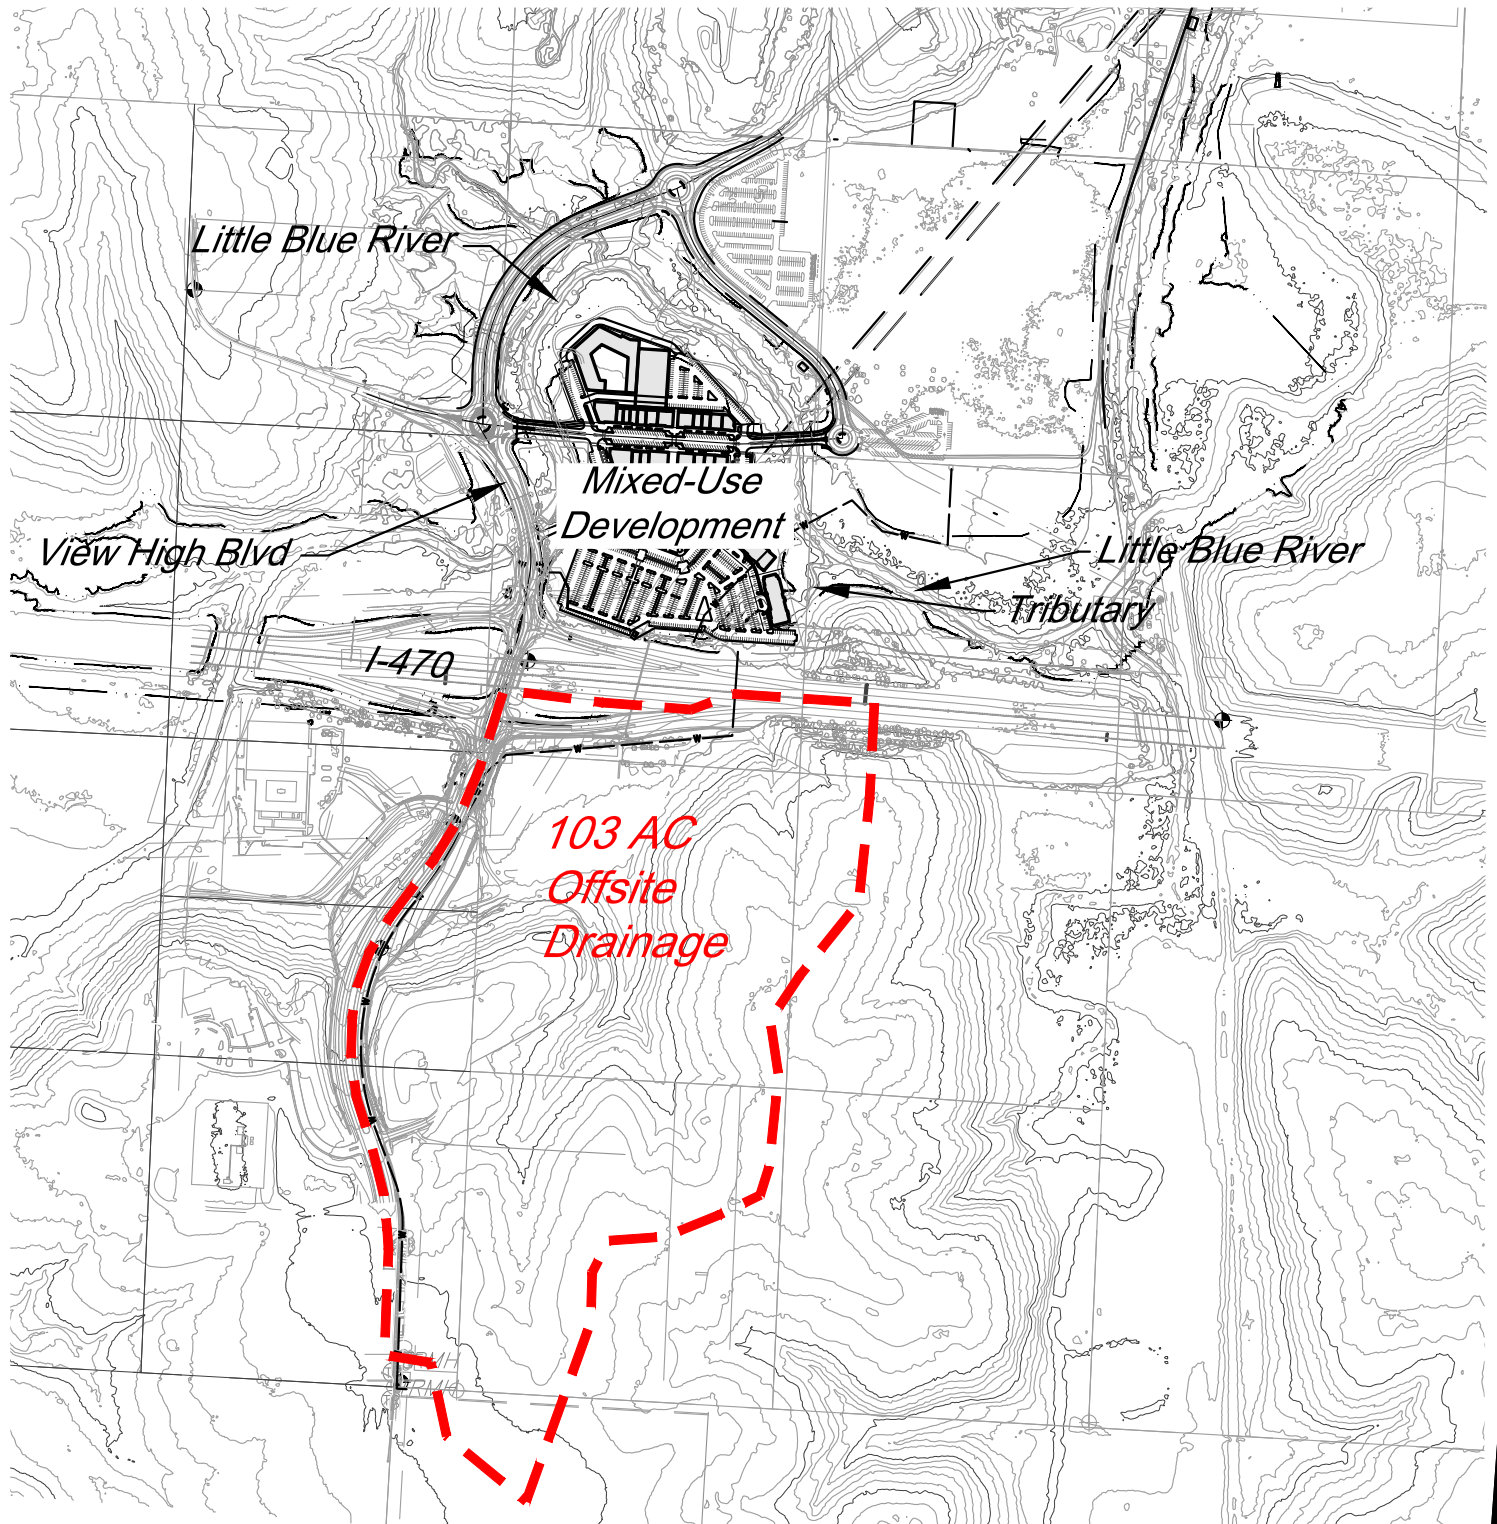 Little Blue River
Mixed-Use
Development
View High Blvd
Little Blue River
Tributary
I-470
103 AC
Offsite
Drainage